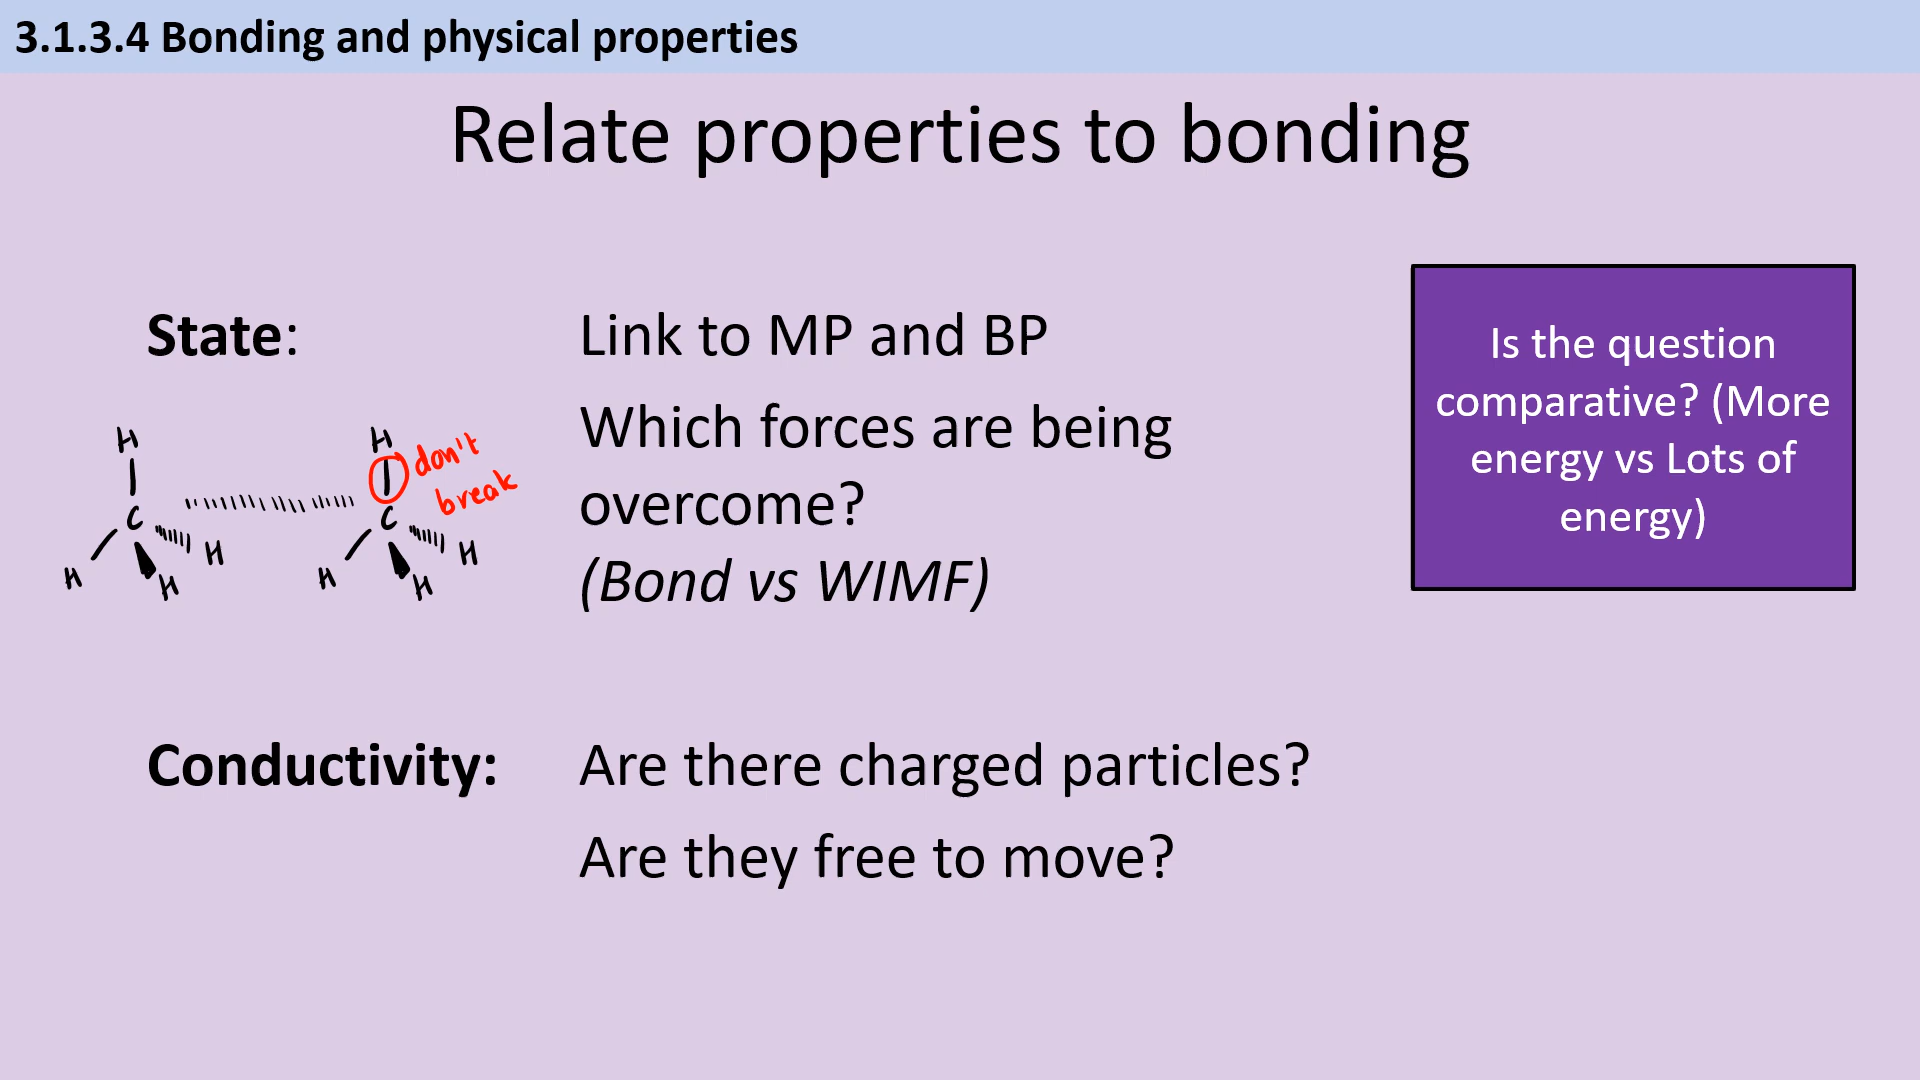 3.1.3.4 Bonding and physical properties
Relate properties to bonding
State:
Link to MP and BP
Which forces are being
overcome?
(Bond vs WIMF)
H
C
H
H
H
H
C
H
H
H
don't
break
Is the question
comparative? (More
energy vs Lots of
energy)
Conductivity:
Are there charged particles?
Are they free to move?